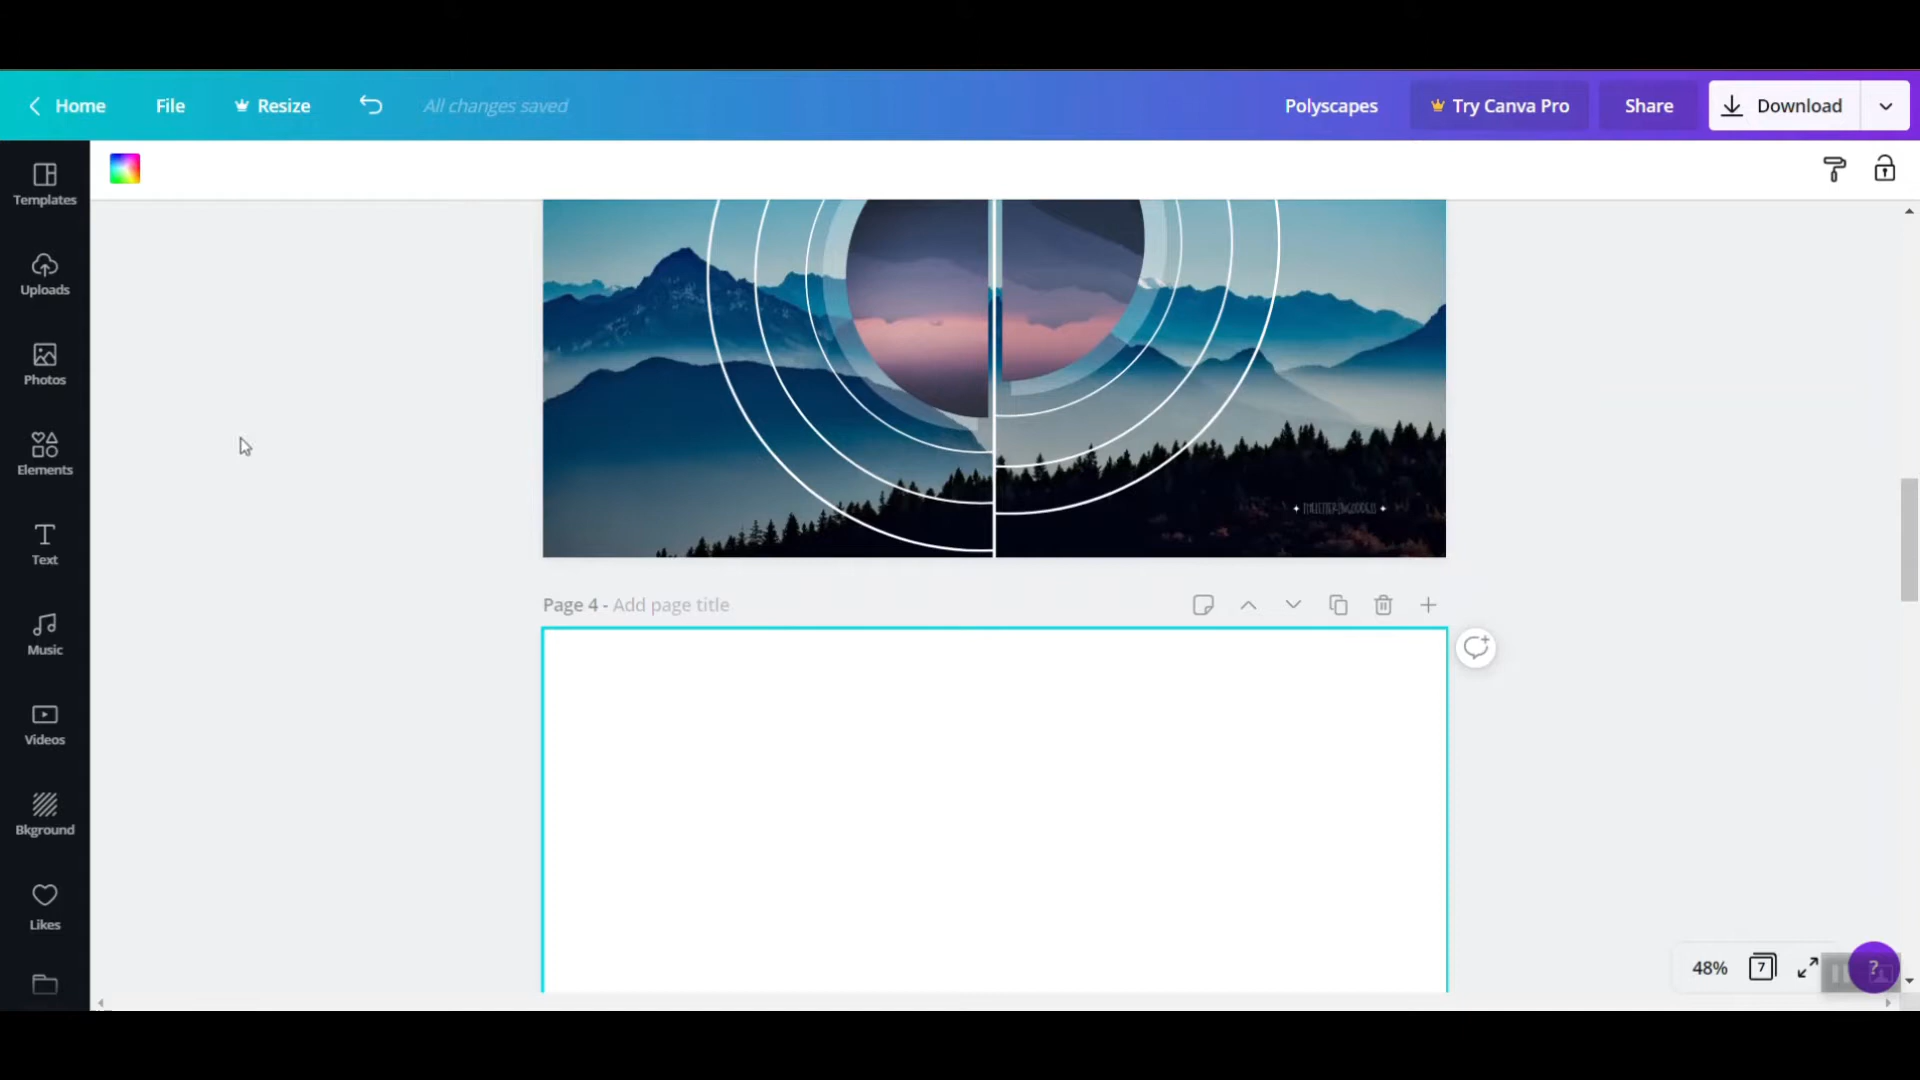 Home
File
Resize
All changes saved
Polyscapes
Try Canva Pro
Share
Download
Templates
Uploads
Photos
Elements
Text
Music
Videos
Bkground
Likes
Page 4 - Add page title
48%
7
?